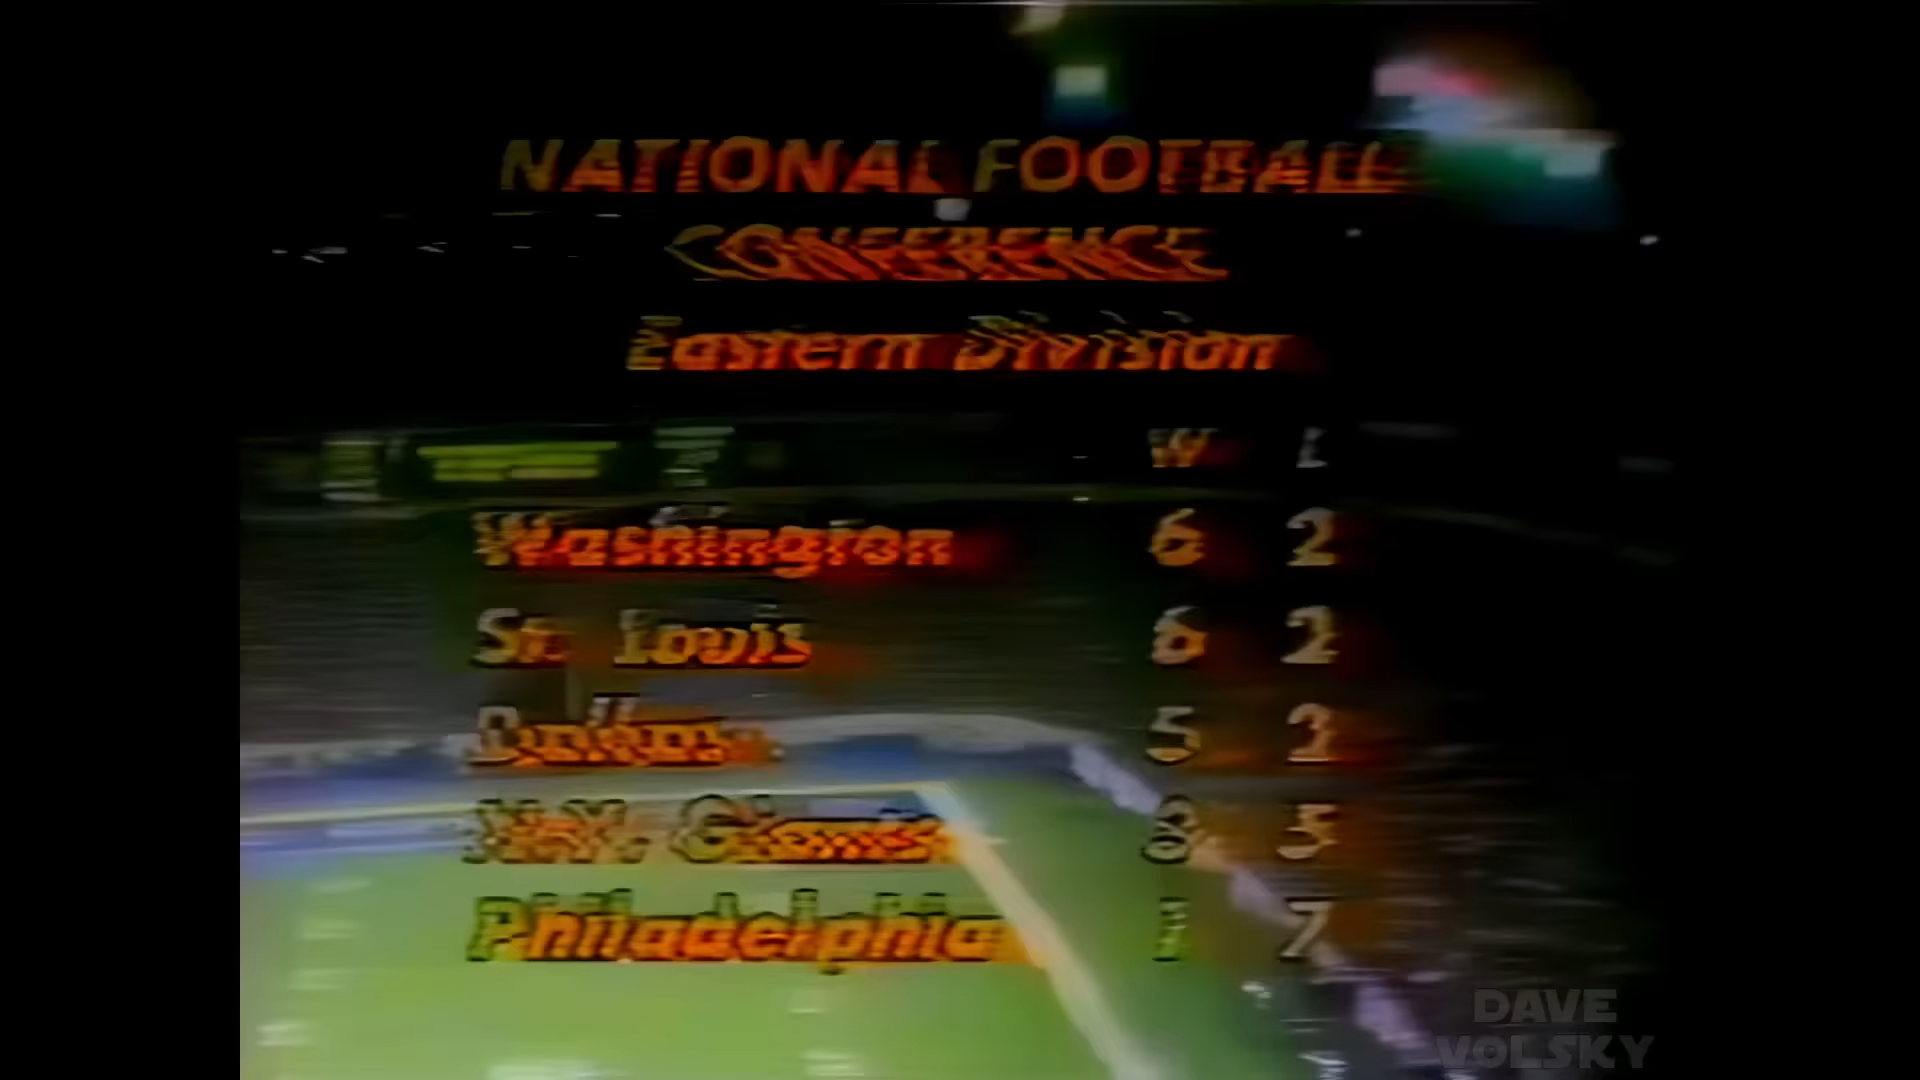 NATIONAL FOOTBALL
CONFERENCE
Eastern Division
W L
Washington 6 2
St. Louis 6 2
Dallas 5 2
N.Y. Giants 3 5
Philadelphia 1 7
DAVE
VOLSKY